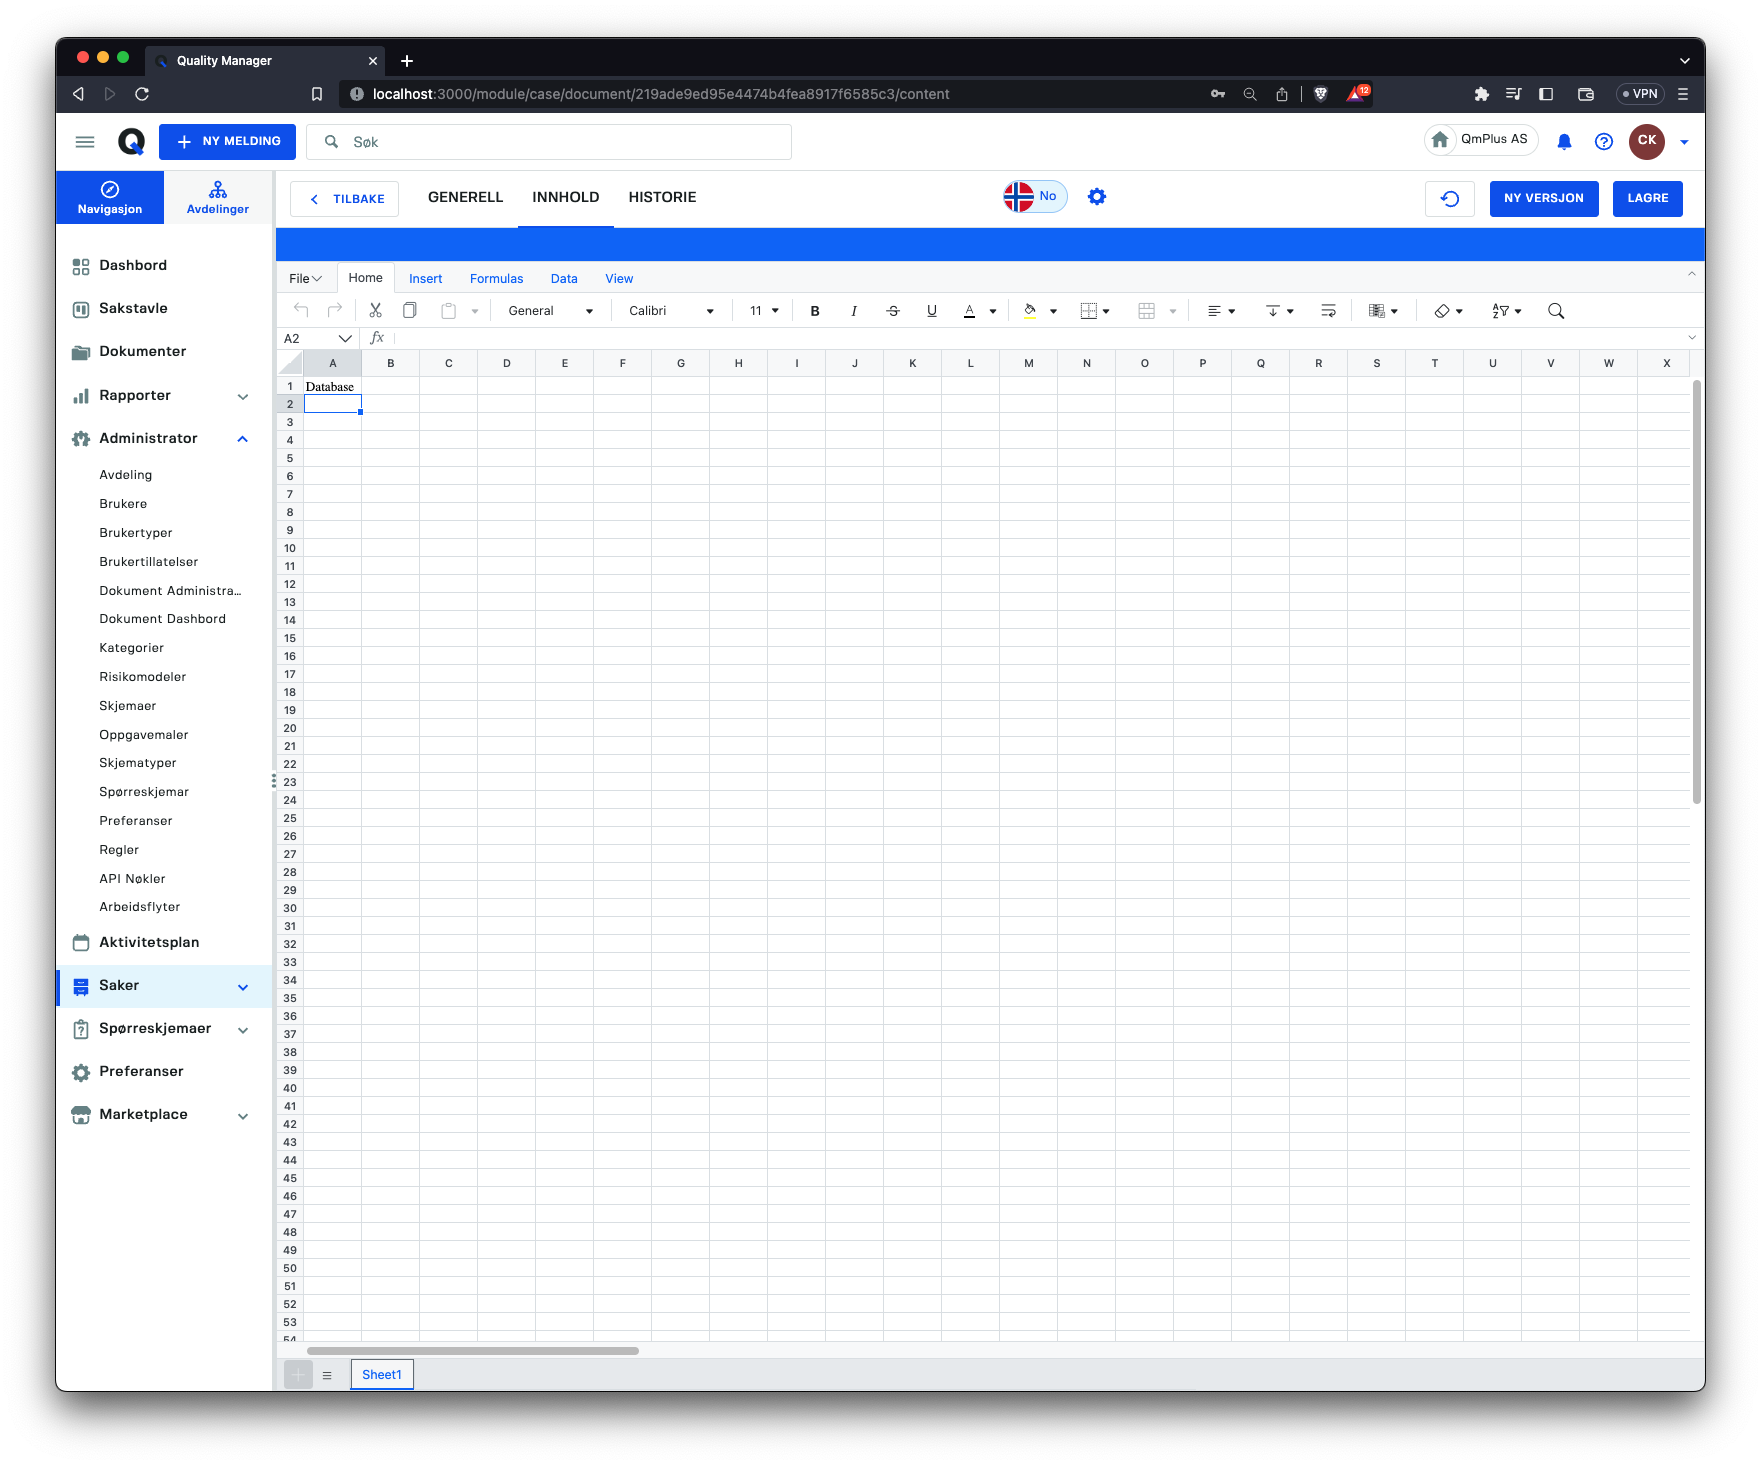 Quality Manager
localhost:3000/module/case/document/219ade9ed95e4474b4fea8917f6585c3/content
12
VPN
NY MELDING
Søk
QmPlus AS
CK
Navigasjon
Avdelinger
TILBAKE
GENERELL
INNHOLD
HISTORIE
No
NY VERSJON
LAGRE
Dashbord
Sakstavle
Dokumenter
Rapporter
Administrator
Avdeling
Brukere
Brukertyper
Brukertillatelser
Dokument Administra...
Dokument Dashbord
Kategorier
Risikomodeler
Skjemaer
Oppgavemaler
Skjematyper
Spørreskjemar
Preferanser
Regler
API Nøkler
Arbeidsflyter
Aktivitetsplan
Saker
Spørreskjemaer
Preferanser
Marketplace
File Home Insert Formulas Data View
General Calibri 11 B I S U A
A2 fx
A B C D E F G H I J K L M N O P Q R S T U V W X
1 Database
2
3
4
5
6
7
8
9
10
11
12
13
14
15
16
17
18
19
20
21
22
23
24
25
26
27
28
29
30
31
32
33
34
35
36
37
38
39
40
41
42
43
44
45
46
47
48
49
50
51
52
53
54
Sheet1